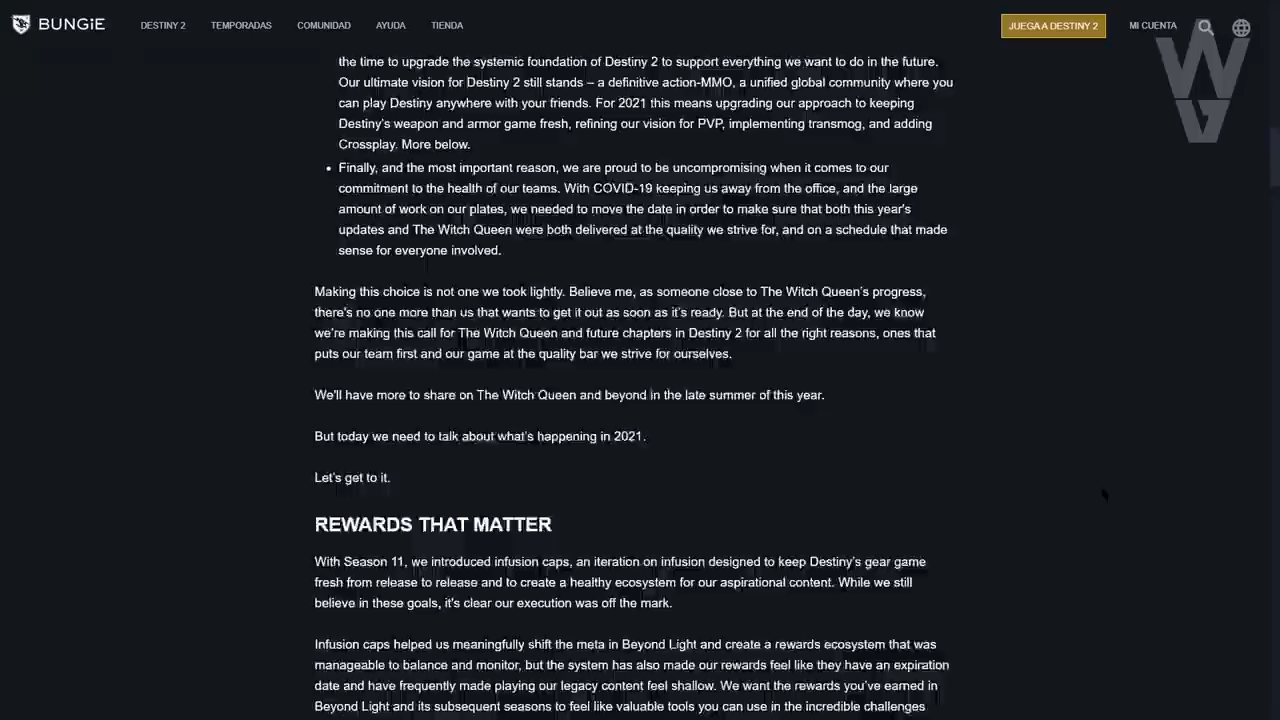 BUNGiE DESTINY 2 TEMPORADAS COMUNIDAD AYUDA TIENDA JUEGA A DESTINY 2 MI CUENTA
WG
the time to upgrade the systemic foundation of Destiny 2 to support everything we want to do in the future.
Our ultimate vision for Destiny 2 still stands – a definitive action-MMO, a unified global community where you
can play Destiny anywhere with your friends. For 2021 this means upgrading our approach to keeping
Destiny's weapon and armor game fresh, refining our vision for PVP, implementing transmog, and adding
Crossplay. More below.
• Finally, and the most important reason, we are proud to be uncompromising when it comes to our
commitment to the health of our teams. With COVID-19 keeping us away from the office, and the large
amount of work on our plates, we needed to move the date in order to make sure that both this year's
updates and The Witch Queen were both delivered at the quality we strive for, and on a schedule that made
sense for everyone involved.
Making this choice is not one we took lightly. Believe me, as someone close to The Witch Queen's progress,
there's no one more than us that wants to get it out as soon as it's ready. But at the end of the day, we know
we're making this call for The Witch Queen and future chapters in Destiny 2 for all the right reasons, ones that
puts our team first and our game at the quality bar we strive for ourselves.
We'll have more to share on The Witch Queen and beyond in the late summer of this year.
But today we need to talk about what's happening in 2021.
Let's get to it.
REWARDS THAT MATTER
With Season 11, we introduced infusion caps, an iteration on infusion designed to keep Destiny's gear game
fresh from release to release and to create a healthy ecosystem for our aspirational content. While we still
believe in these goals, it's clear our execution was off the mark.
Infusion caps helped us meaningfully shift the meta in Beyond Light and create a rewards ecosystem that was
manageable to balance and monitor, but the system has also made our rewards feel like they have an expiration
date and have frequently made playing our legacy content feel shallow. We want the rewards you've earned in
Beyond Light and its subsequent seasons to feel like valuable tools you can use in the incredible challenges